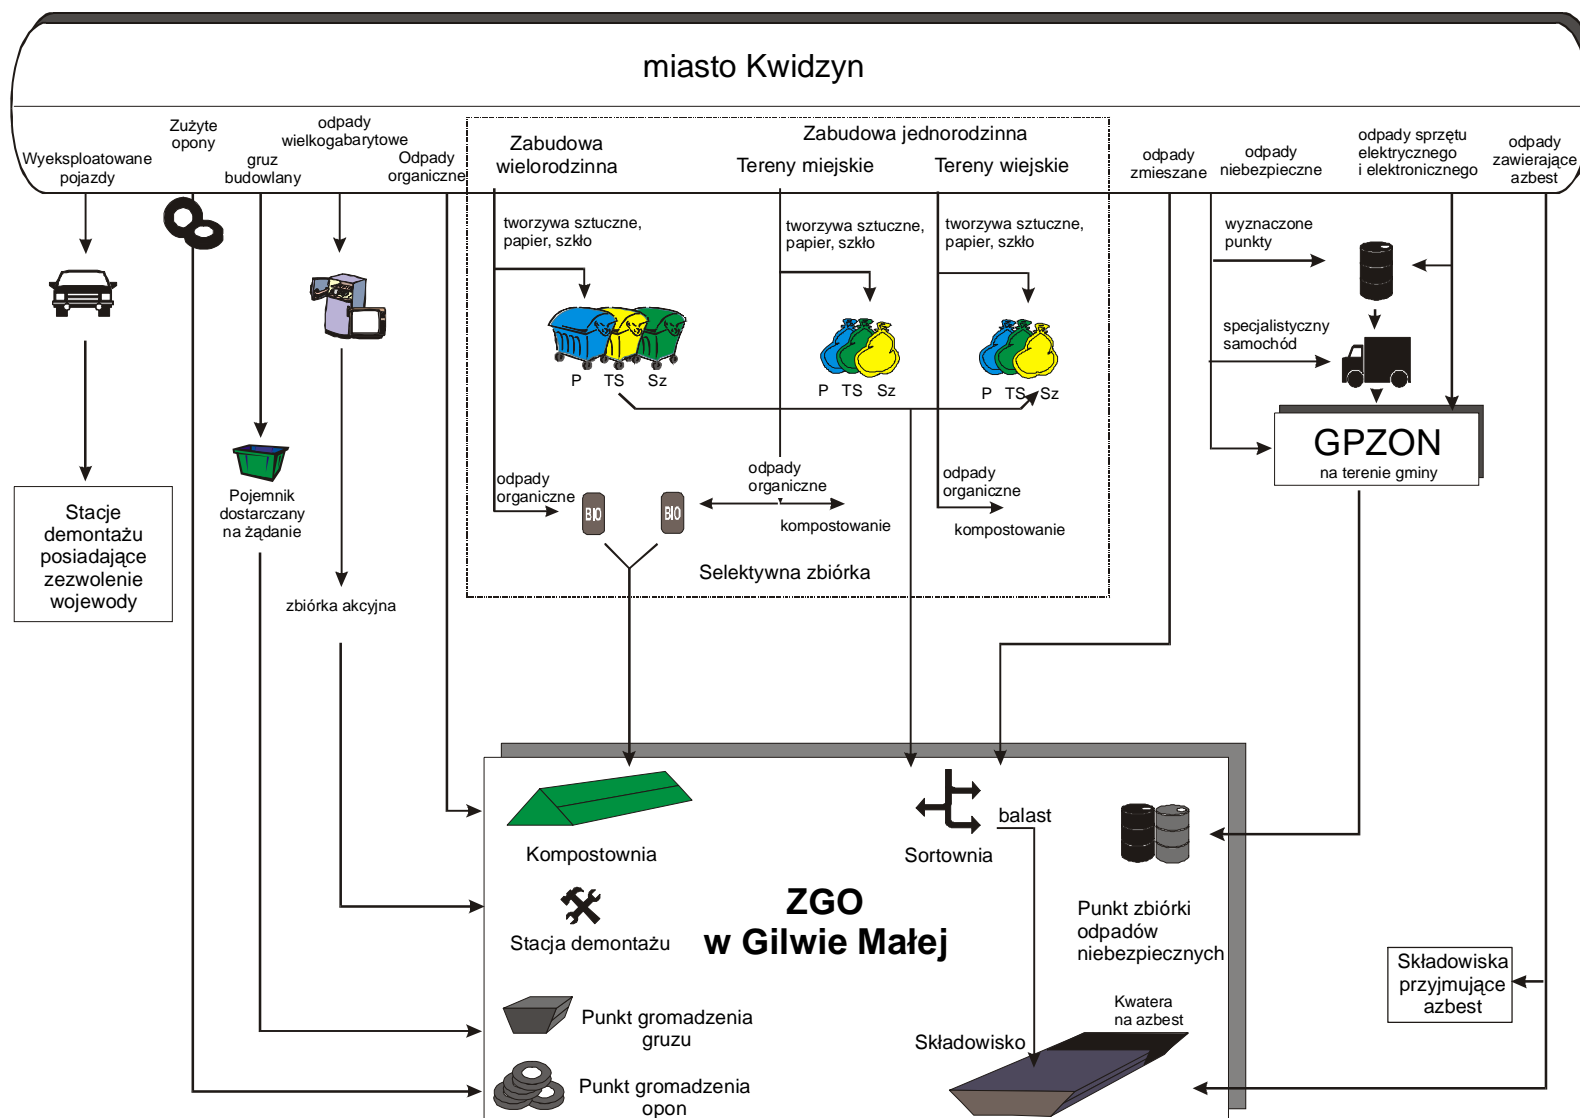 miasto Kwidzyn
Wyeksploatowane
pojazdy
Zużyte
opony
gruz
budowlany
odpady
wielkogabarytowe
Odpady
organiczne
Zabudowa
wielorodzinna
Zabudowa jednorodzinna
Tereny miejskie
Tereny wiejskie
odpady
zmieszane
odpady
niebezpieczne
odpady sprzętu
elektrycznego
i elektronicznego
odpady
zawierające
azbest
tworzywa sztuczne,
papier, szkło
tworzywa sztuczne,
papier, szkło
tworzywa sztuczne,
papier, szkło
wyznaczone
punkty
specjalistyczny
samochód
P TS Sz
P TS Sz
P TS Sz
GPZON
na terenie gminy
Pojemnik
dostarczany
na żądanie
Stacje
demontażu
posiadające
zezwolenie
wojewody
odpady
organiczne
BIO
BIO
odpady
organiczne
kompostowanie
odpady
organiczne
kompostowanie
Selektywna zbiórka
zbiórka akcyjna
Kompostownia
Sortownia
balast
Stacja demontażu
ZGO
w Gilwie Małej
Punkt zbiórki
odpadów
niebezpiecznych
Składowiska
przyjmujące
azbest
Punkt gromadzenia
gruzu
Składowisko
Kwatera
na azbest
Punkt gromadzenia
opon